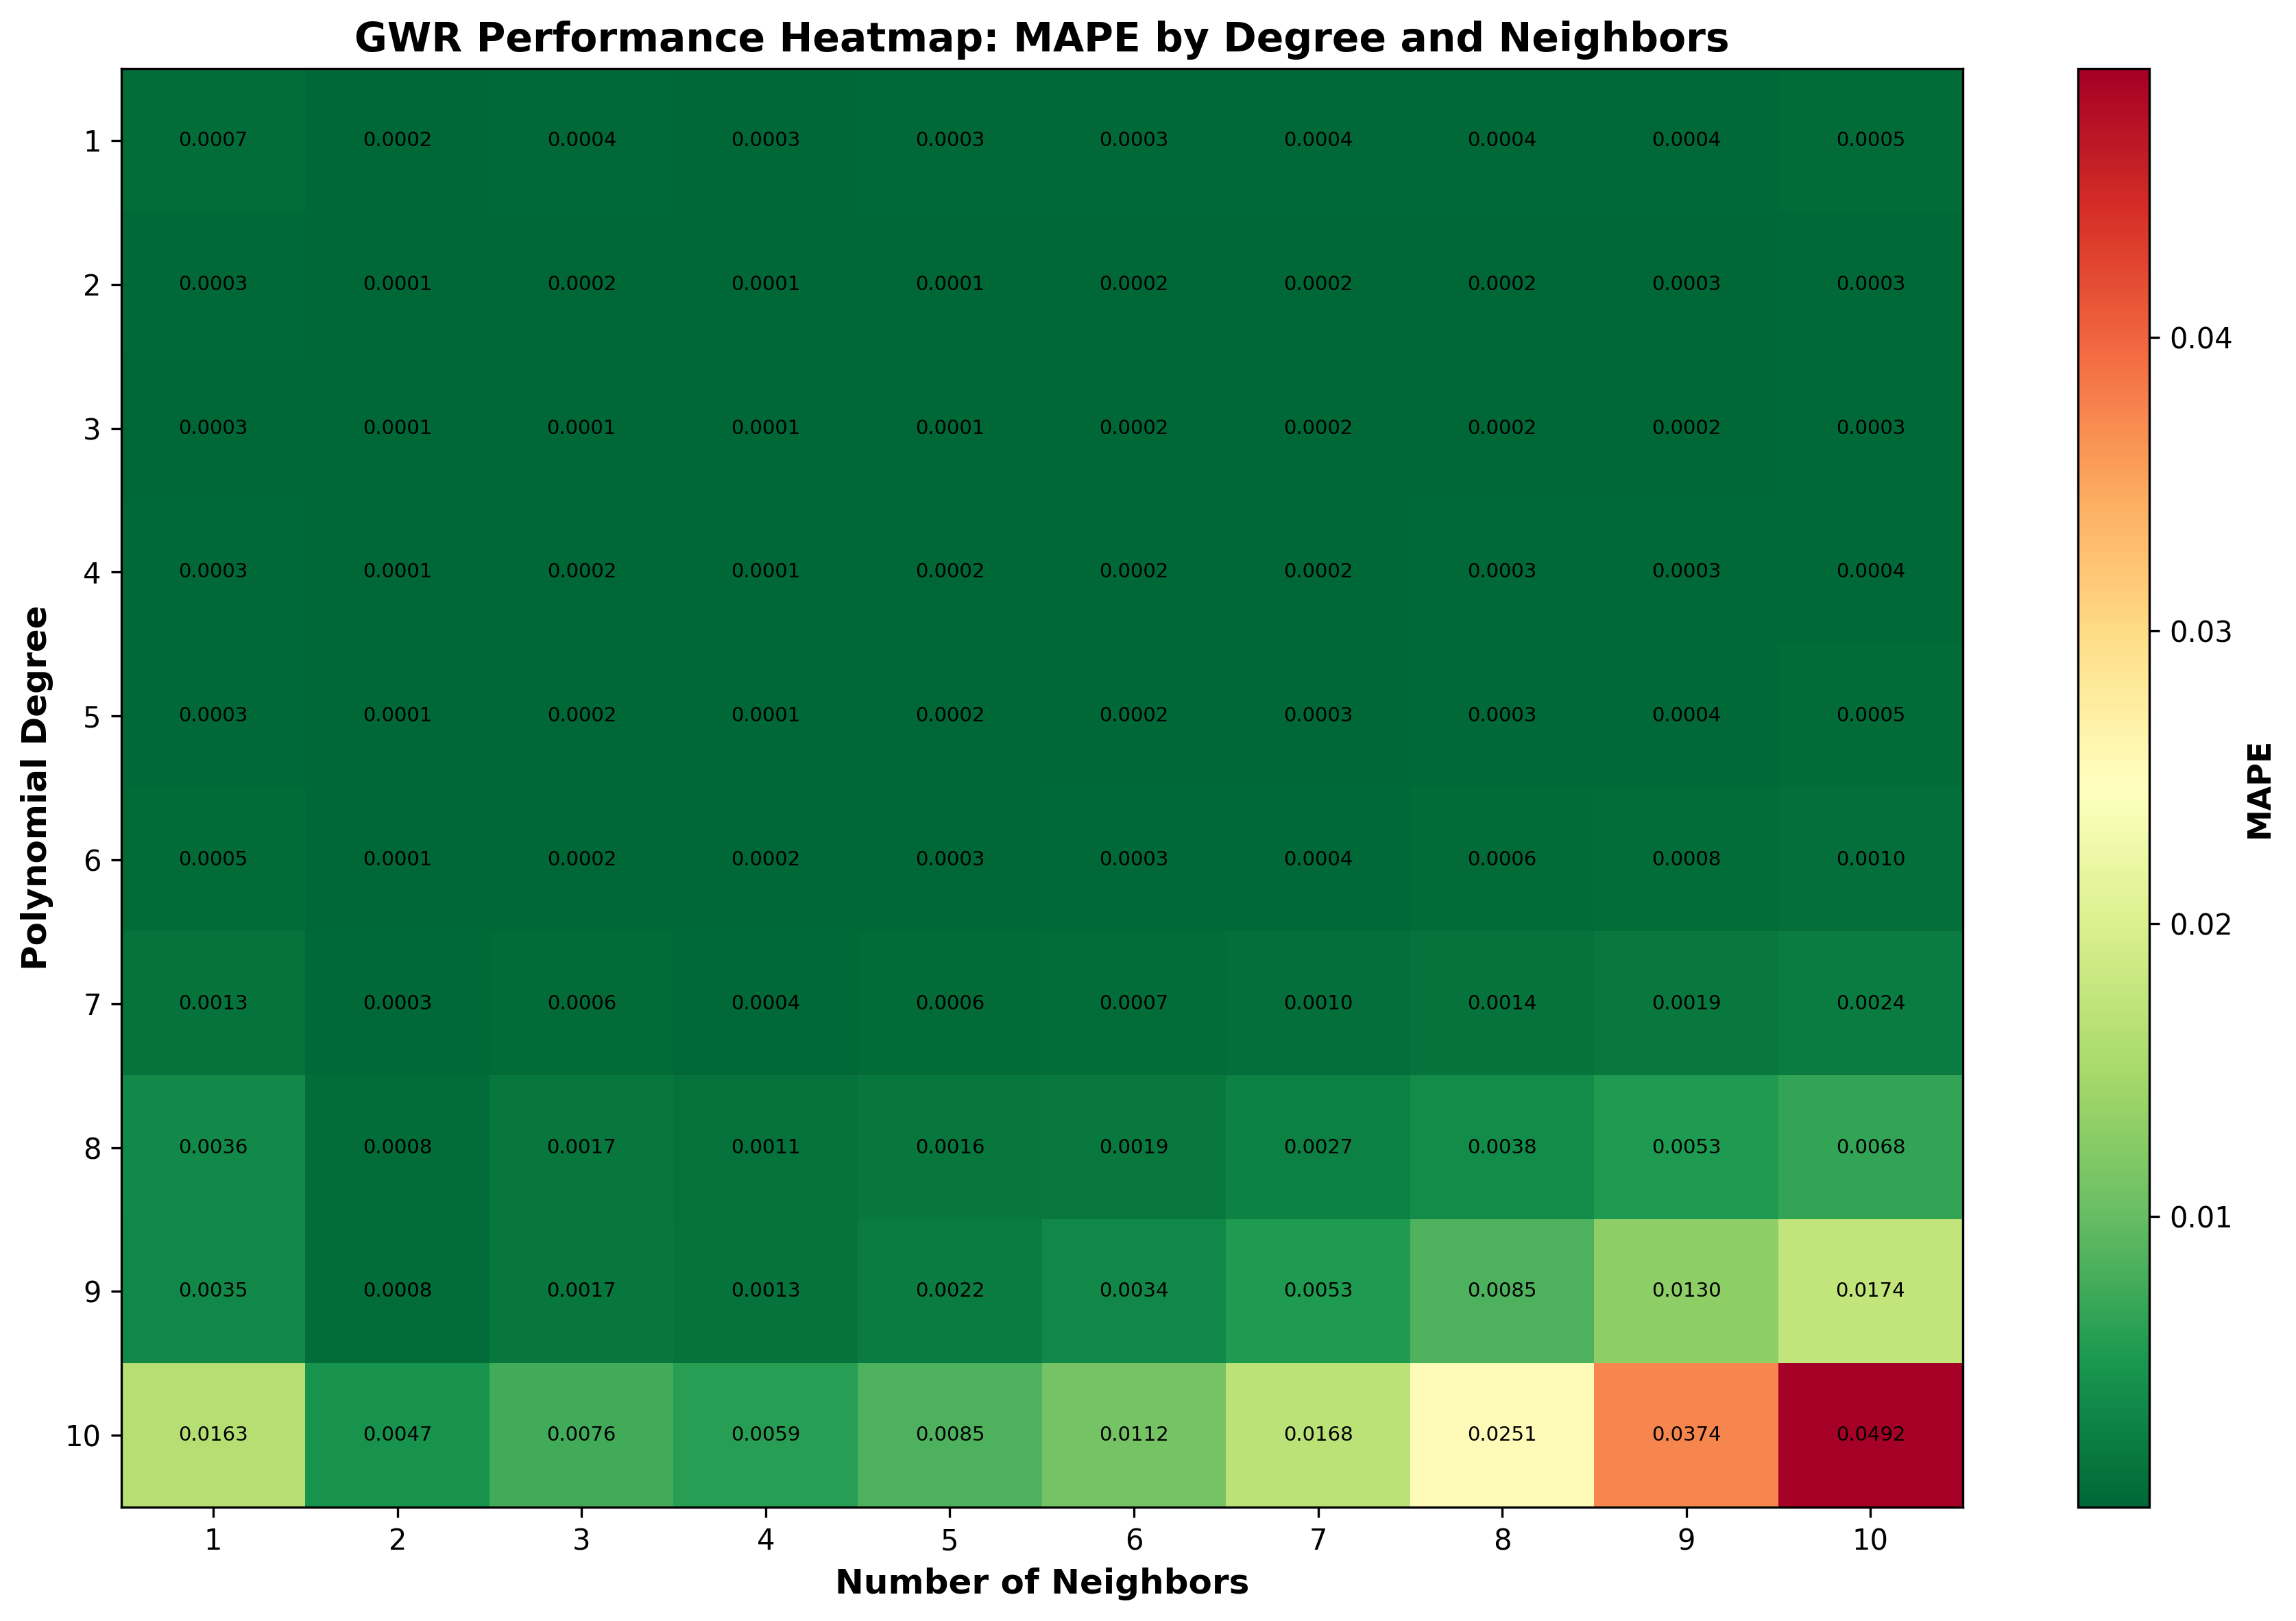 GWR Performance Heatmap: MAPE by Degree and Neighbors
1 0.0007 0.0002 0.0004 0.0003 0.0003 0.0003 0.0004 0.0004 0.0004 0.0005
2 0.0003 0.0001 0.0002 0.0001 0.0001 0.0002 0.0002 0.0002 0.0003 0.0003
3 0.0003 0.0001 0.0001 0.0001 0.0001 0.0002 0.0002 0.0002 0.0002 0.0003
4 0.0003 0.0001 0.0002 0.0001 0.0002 0.0002 0.0002 0.0003 0.0003 0.0004
5 0.0003 0.0001 0.0002 0.0001 0.0002 0.0002 0.0003 0.0003 0.0004 0.0005
6 0.0005 0.0001 0.0002 0.0002 0.0003 0.0003 0.0004 0.0006 0.0008 0.0010
7 0.0013 0.0003 0.0006 0.0004 0.0006 0.0007 0.0010 0.0014 0.0019 0.0024
8 0.0036 0.0008 0.0017 0.0011 0.0016 0.0019 0.0027 0.0038 0.0053 0.0068
9 0.0035 0.0008 0.0017 0.0013 0.0022 0.0034 0.0053 0.0085 0.0130 0.0174
10 0.0163 0.0047 0.0076 0.0059 0.0085 0.0112 0.0168 0.0251 0.0374 0.0492
1 2 3 4 5 6 7 8 9 10
Number of Neighbors
Polynomial Degree
0.04
0.03
0.02
0.01
MAPE